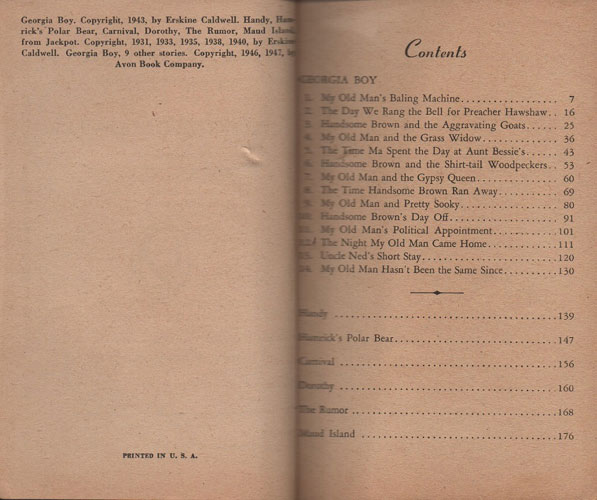 Georgia Boy. Copyright, 1943, by Erskine Caldwell. Handy, Ham-
rick's Polar Bear, Carnival, Dorothy, The Rumor, Maud Island,
from Jackpot. Copyright, 1931, 1933, 1935, 1938, 1940, by Erskine
Caldwell. Georgia Boy, 9 other stories. Copyright, 1946, 1947, by
Avon Book Company.
PRINTED IN U. S. A.
Contents
GEORGIA BOY
1. My Old Man's Baling Machine.................. 7
2. The Day We Rang the Bell for Preacher Hawshaw.. 16
3. Handsome Brown and the Aggravating Goats...... 25
4. My Old Man and the Grass Widow.............. 36
5. The Time Ma Spent the Day at Aunt Bessie's...... 43
6. Handsome Brown and the Shirt-tail Woodpeckers.. 53
7. My Old Man and the Gypsy Queen............... 60
8. The Time Handsome Brown Ran Away........... 69
9. My Old Man and Pretty Sooky.................. 80
10. Handsome Brown's Day Off.................... 91
11. My Old Man's Political Appointment............ 101
12. The Night My Old Man Came Home............. 111
13. Uncle Ned's Short Stay......................... 120
14. My Old Man Hasn't Been the Same Since.......... 130
Handy ........................................ 139
Hamrick's Polar Bear............................. 147
Carnival ....................................... 156
Dorothy ....................................... 160
The Rumor ..................................... 168
Maud Island .................................... 176